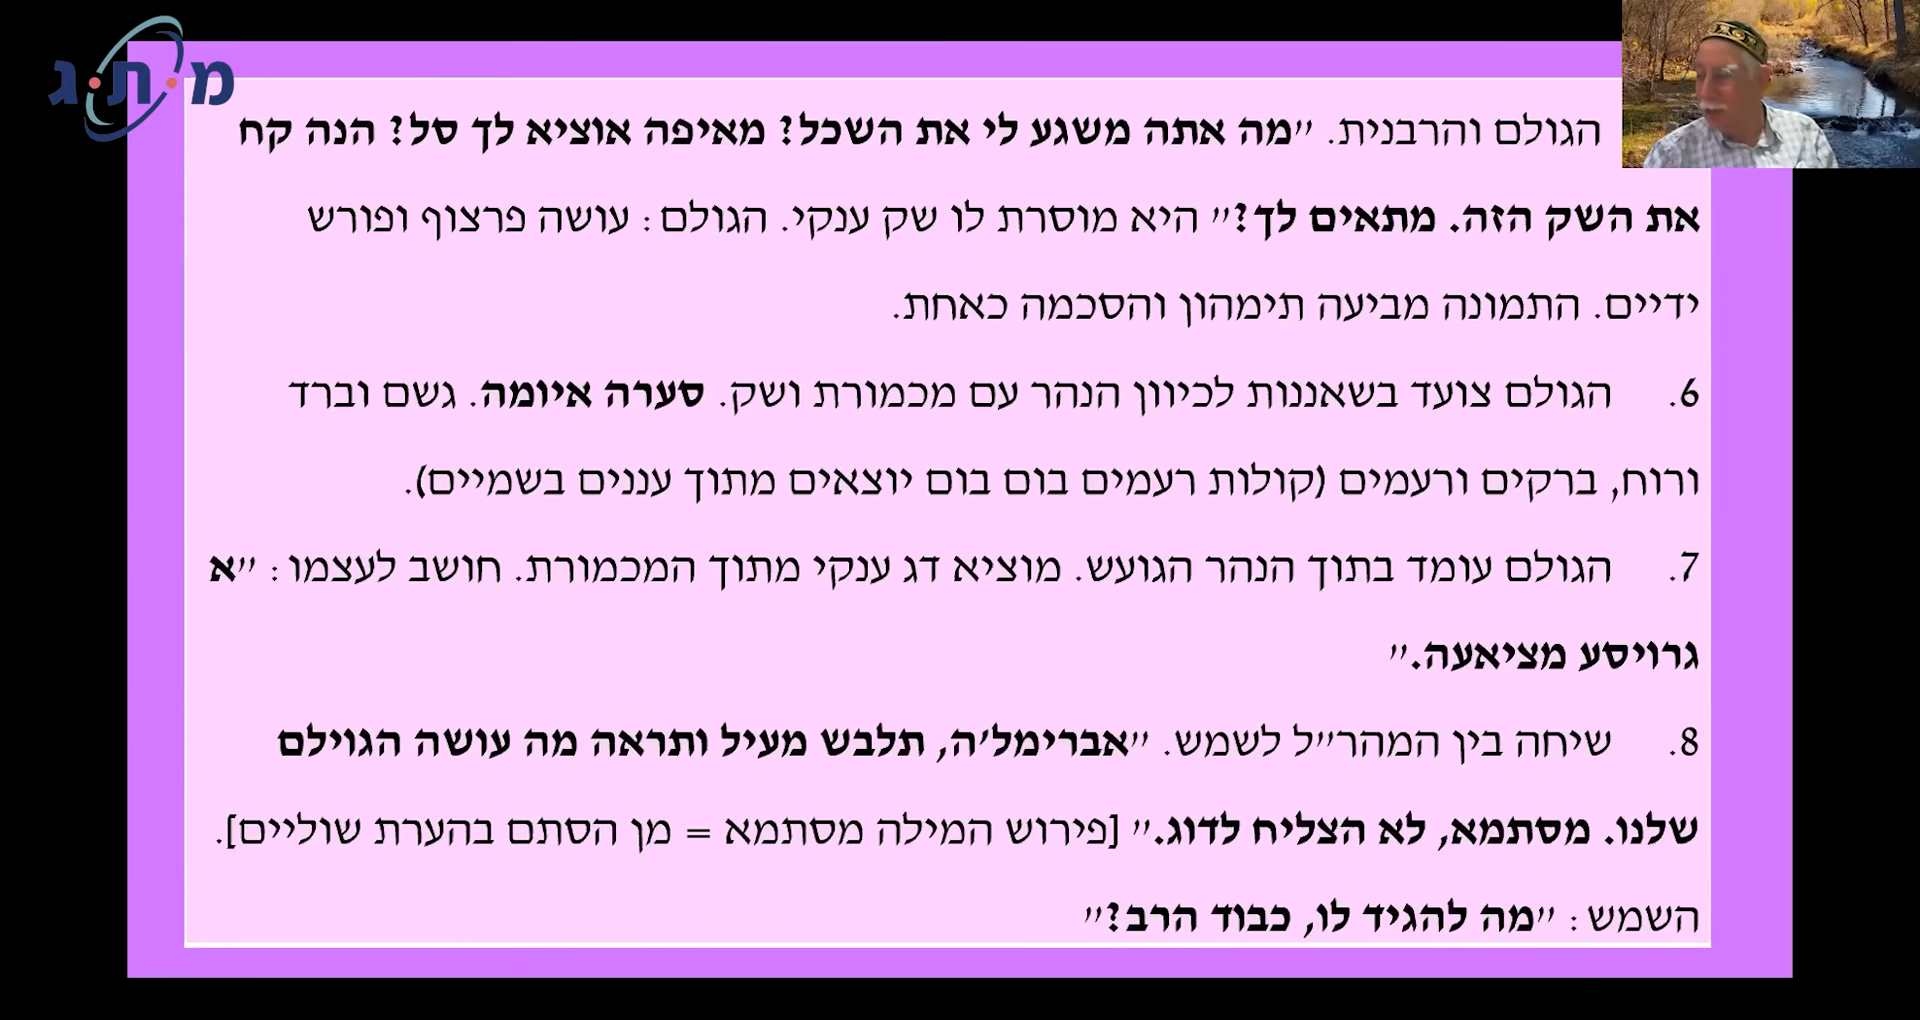 מ.ת.ג
הגולם והרבנית. "מה אתה משגע לי את השכל? מאיפה אוציא לך סל? הנה קח
את השק הזה. מתאים לך?" היא מוסרת לו שק ענקי. הגולם: עושה פרצוף ופורש
ידיים. התמונה מביעה תימהון והסכמה כאחת.
6. הגולם צועד בשאננות לכיוון הנהר עם מכמורת ושק. סערה איומה. גשם וברד
ורוח, ברקים ורעמים (קולות רעמים בום בום יוצאים מתוך עננים בשמיים).
7. הגולם עומד בתוך הנהר הגועש. מוציא דג ענקי מתוך המכמורת. חושב לעצמו: "א
גרויסע מציאעה."
8. שיחה בין המהר"ל לשמש. "אברימל'ה, תלבש מעיל ותראה מה עושה הגוילם
שלנו. מסתמא, לא הצליח לדוג." [פירוש המילה מסתמא = מן הסתם בהערת שוליים].
השמש: "מה להגיד לו, כבוד הרב?"